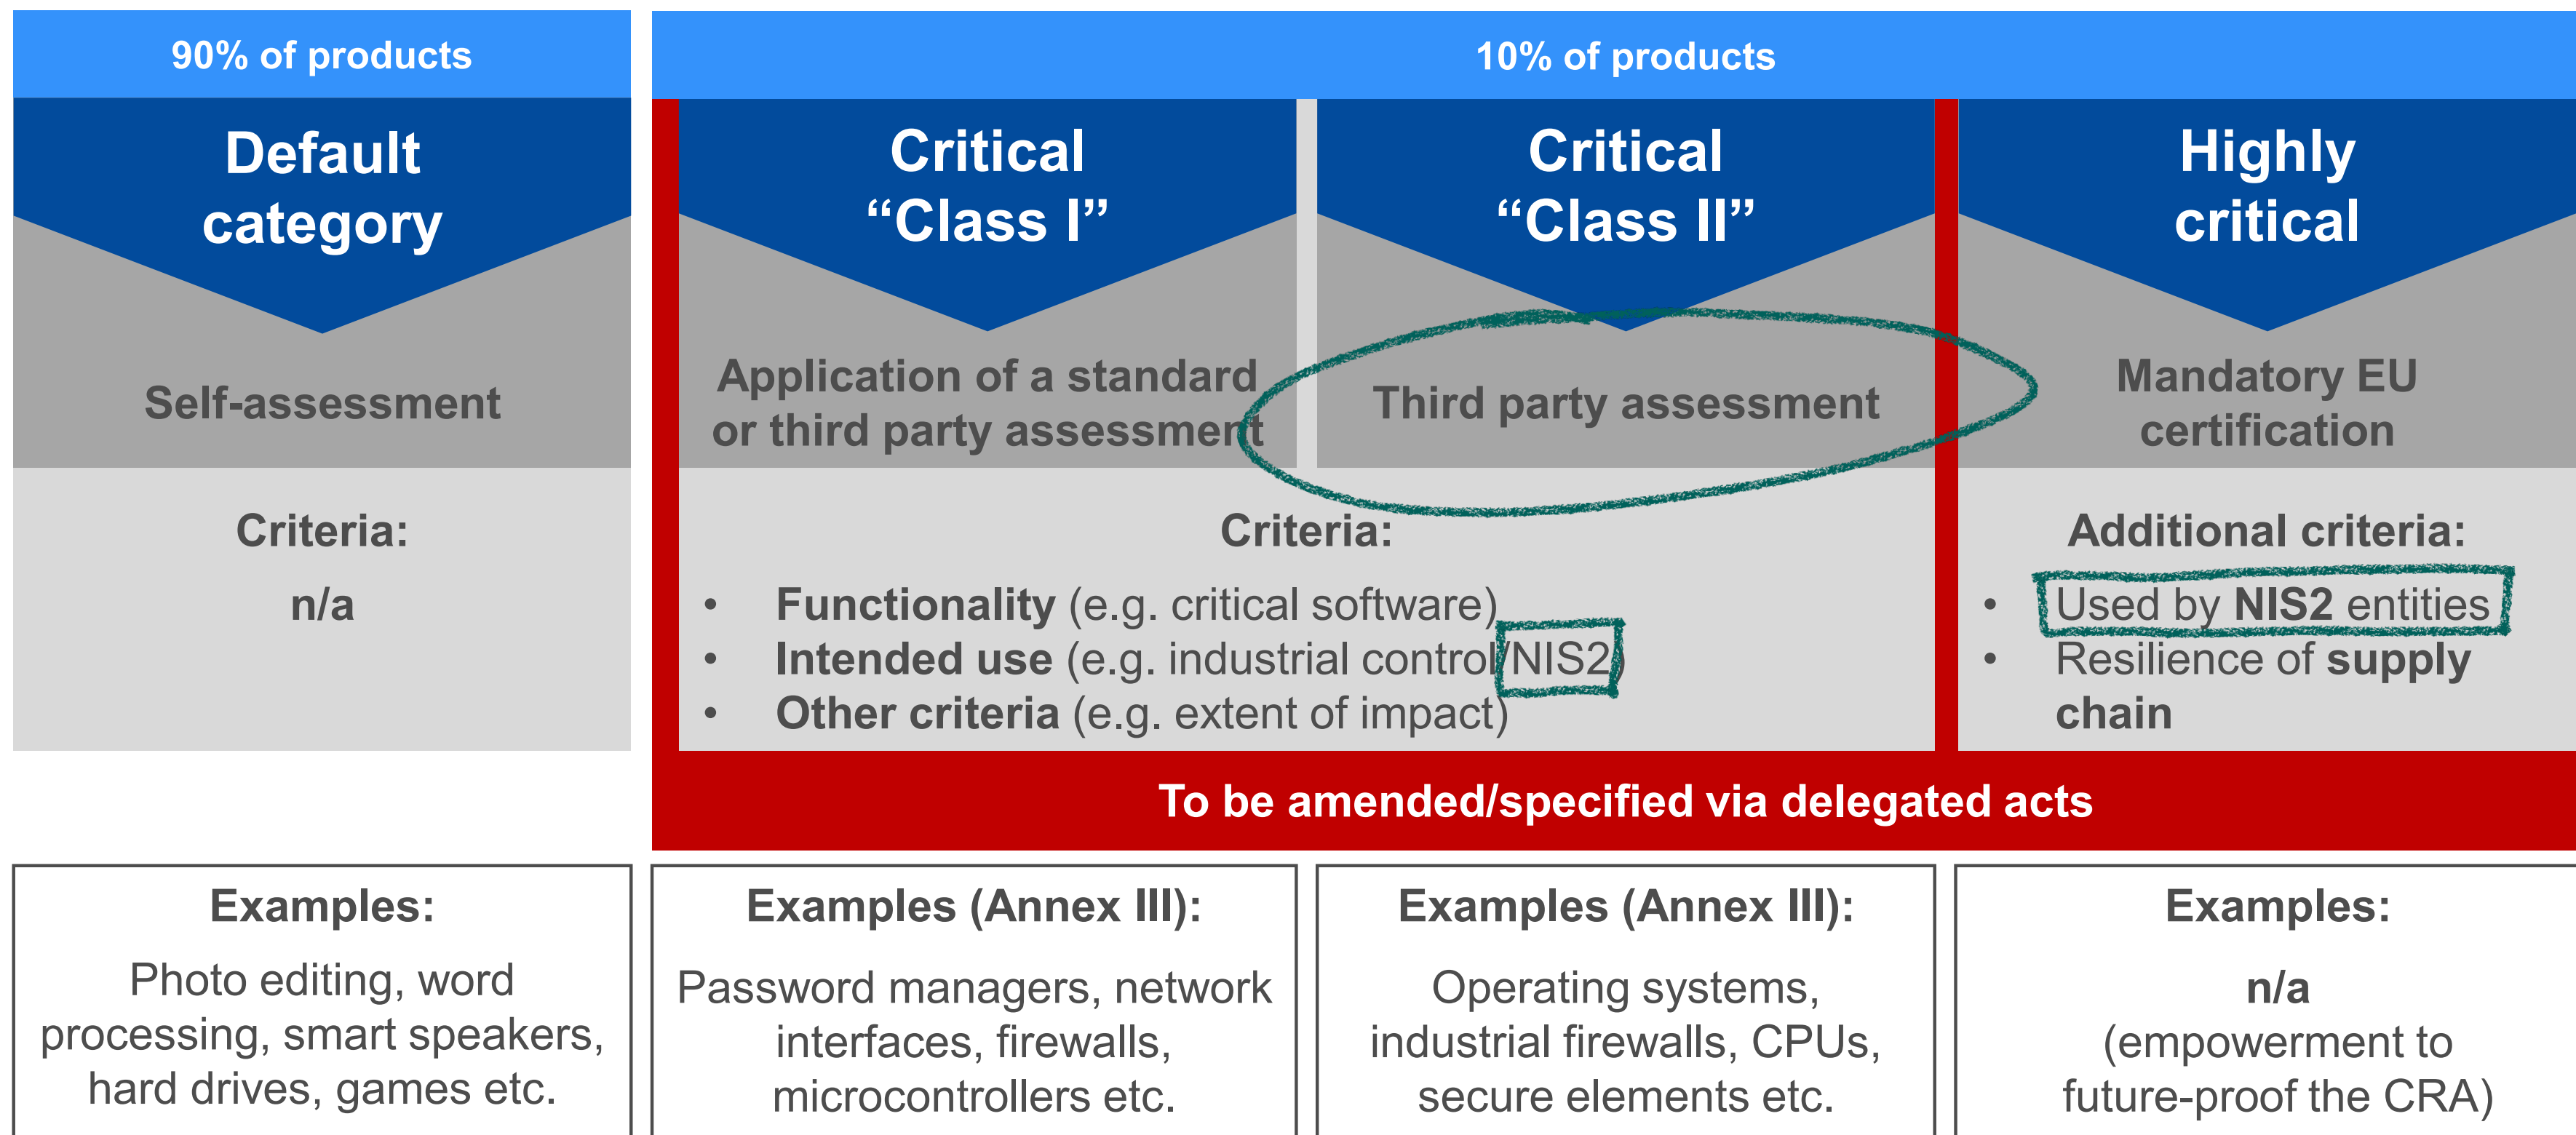 90% of products
10% of products
Default
category
Critical
“Class I”
Critical
“Class II”
Highly
critical
Self-assessment
Application of a standard
or third party assessment
Third party assessment
Mandatory EU
certification
Criteria:
n/a
Criteria:
• Functionality (e.g. critical software)
• Intended use (e.g. industrial control/NIS2)
• Other criteria (e.g. extent of impact)
Additional criteria:
• Used by NIS2 entities
• Resilience of supply
chain
To be amended/specified via delegated acts
Examples:
Photo editing, word
processing, smart speakers,
hard drives, games etc.
Examples (Annex III):
Password managers, network
interfaces, firewalls,
microcontrollers etc.
Examples (Annex III):
Operating systems,
industrial firewalls, CPUs,
secure elements etc.
Examples:
n/a
(empowerment to
future-proof the CRA)